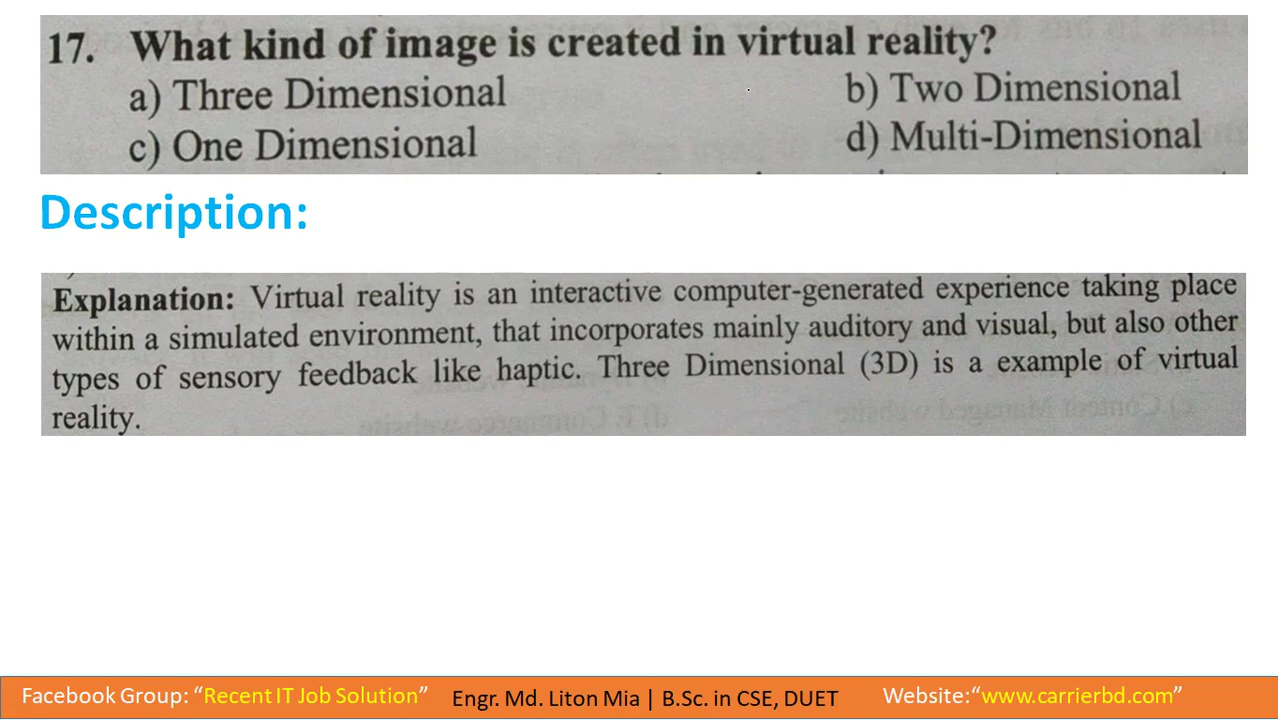 17. What kind of image is created in virtual reality?
a) Three Dimensional b) Two Dimensional
c) One Dimensional d) Multi-Dimensional
Description:
Explanation: Virtual reality is an interactive computer-generated experience taking place
within a simulated environment, that incorporates mainly auditory and visual, but also other
types of sensory feedback like haptic. Three Dimensional (3D) is a example of virtual
reality.
Facebook Group: “Recent IT Job Solution” Engr. Md. Liton Mia | B.Sc. in CSE, DUET Website:“www.carrierbd.com”